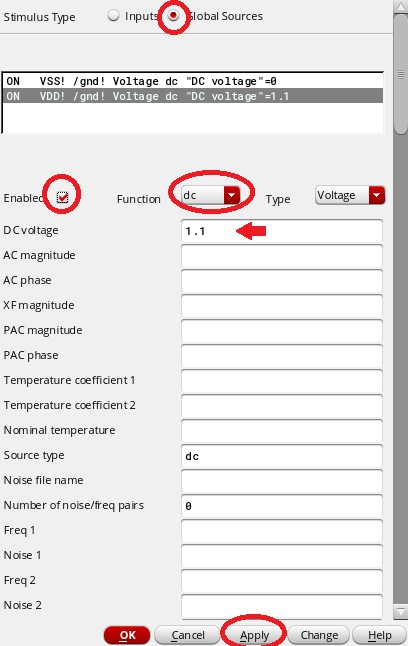 Stimulus Type Inputs Global Sources
ON VSS! /gnd! Voltage dc "DC voltage"=0
ON VDD! /gnd! Voltage dc "DC voltage"=1.1
Enabled Function dc Type Voltage
DC voltage 1.1
AC magnitude
AC phase
XF magnitude
PAC magnitude
PAC phase
Temperature coefficient 1
Temperature coefficient 2
Nominal temperature
Source type dc
Noise file name
Number of noise/freq pairs 0
Freq 1
Noise 1
Freq 2
Noise 2
OK Cancel Apply Change Help